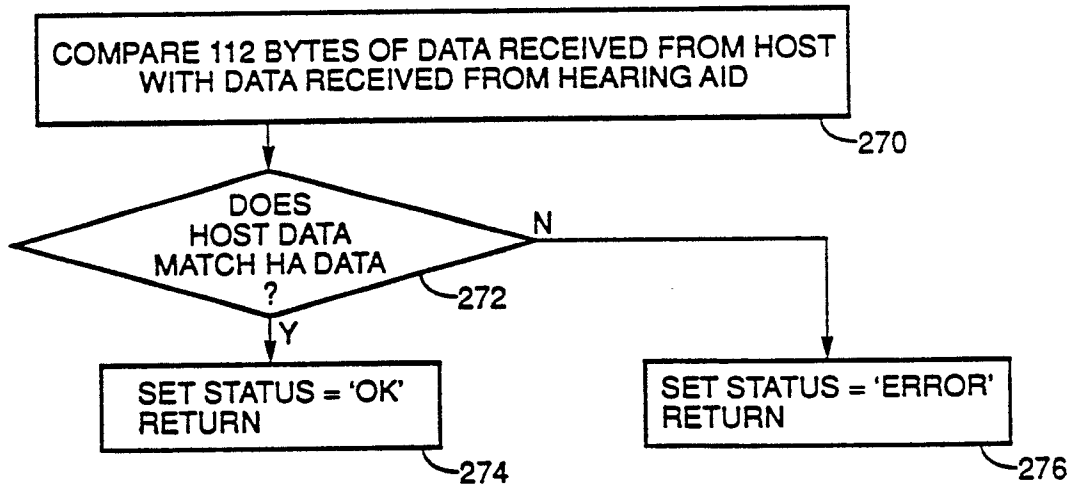 COMPARE 112 BYTES OF DATA RECEIVED FROM HOST
WITH DATA RECEIVED FROM HEARING AID
270
DOES
HOST DATA
MATCH HA DATA
?
272
N
Y
SET STATUS = 'OK'
RETURN
274
SET STATUS = 'ERROR'
RETURN
276